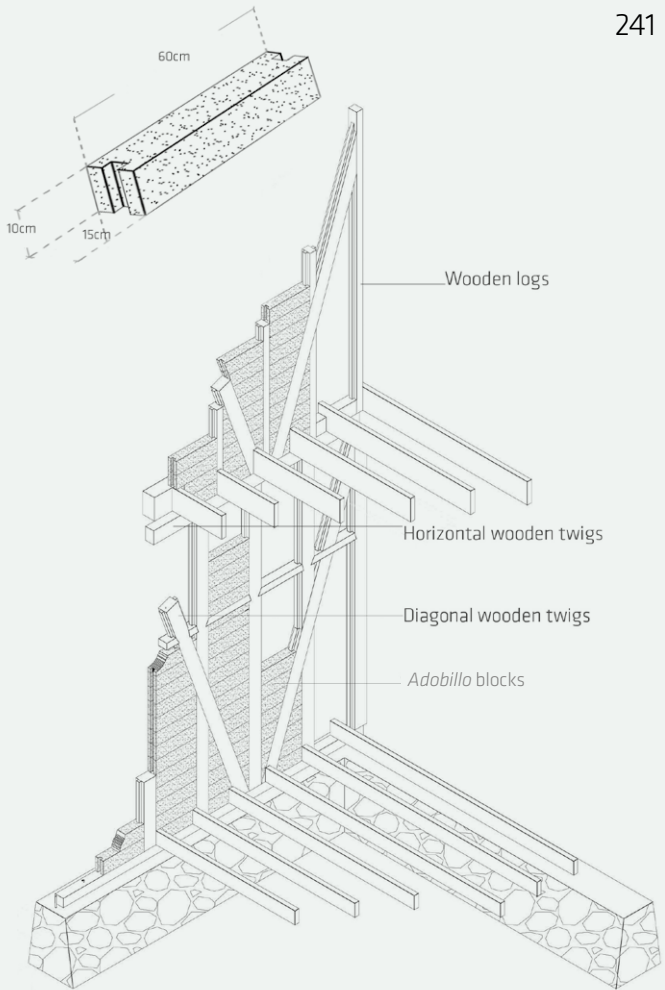 241
60cm
10cm
15cm
Wooden logs
Horizontal wooden twigs
Diagonal wooden twigs
Adobillo blocks